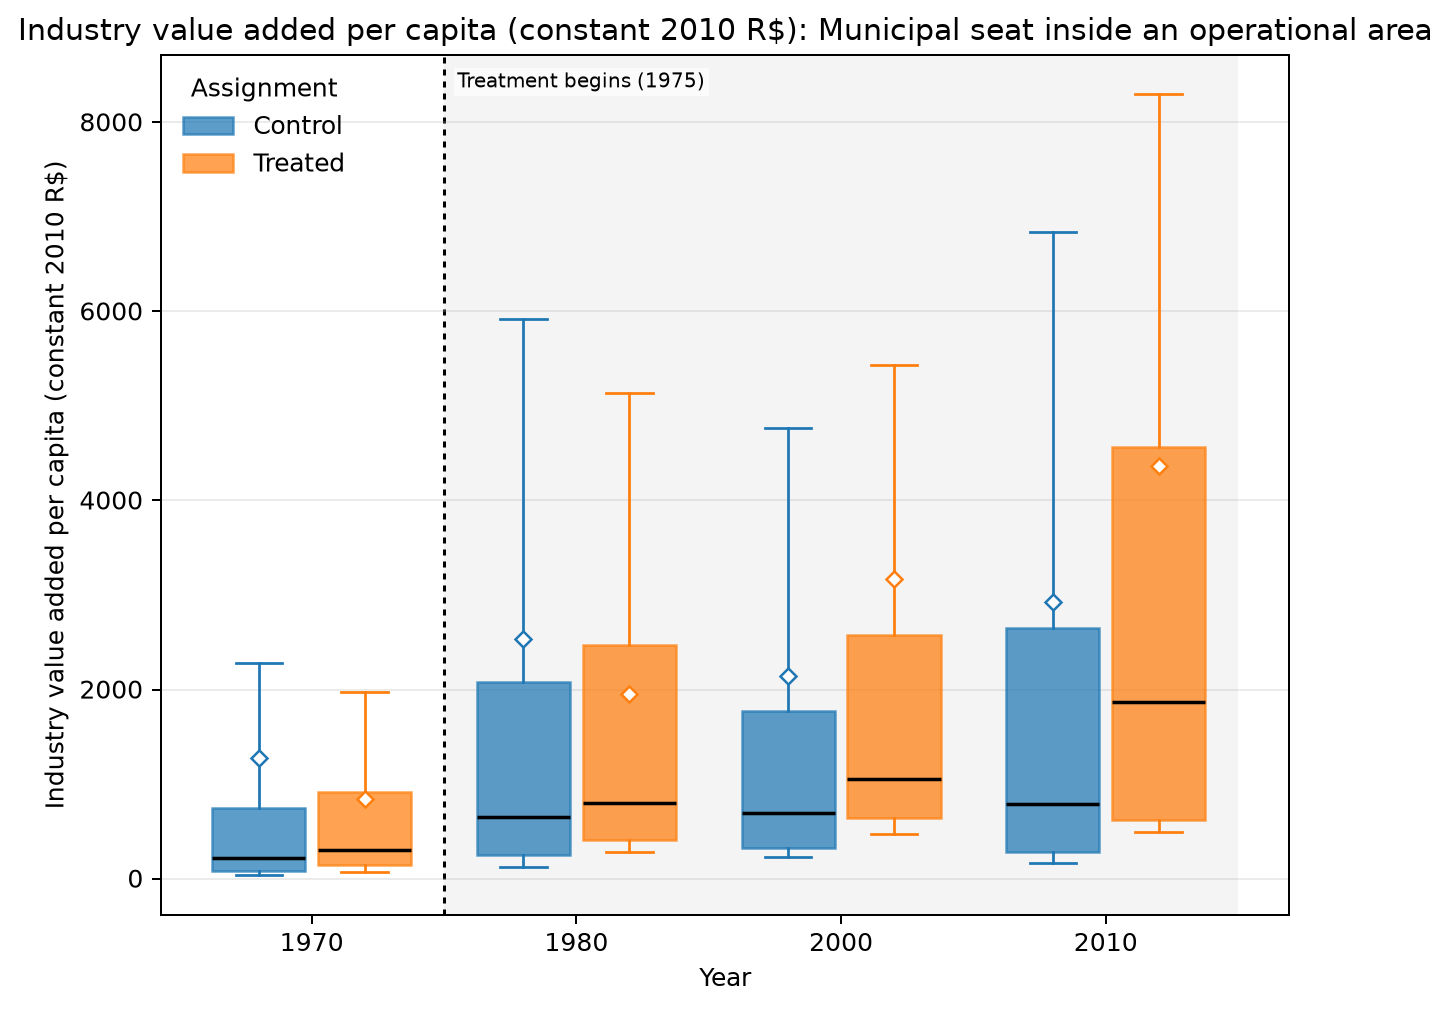 Industry value added per capita (constant 2010 R$): Municipal seat inside an operational area
Treatment begins (1975)
Assignment
Control
Treated
Industry value added per capita (constant 2010 R$)
8000
6000
4000
2000
0
1970
1980
2000
2010
Year